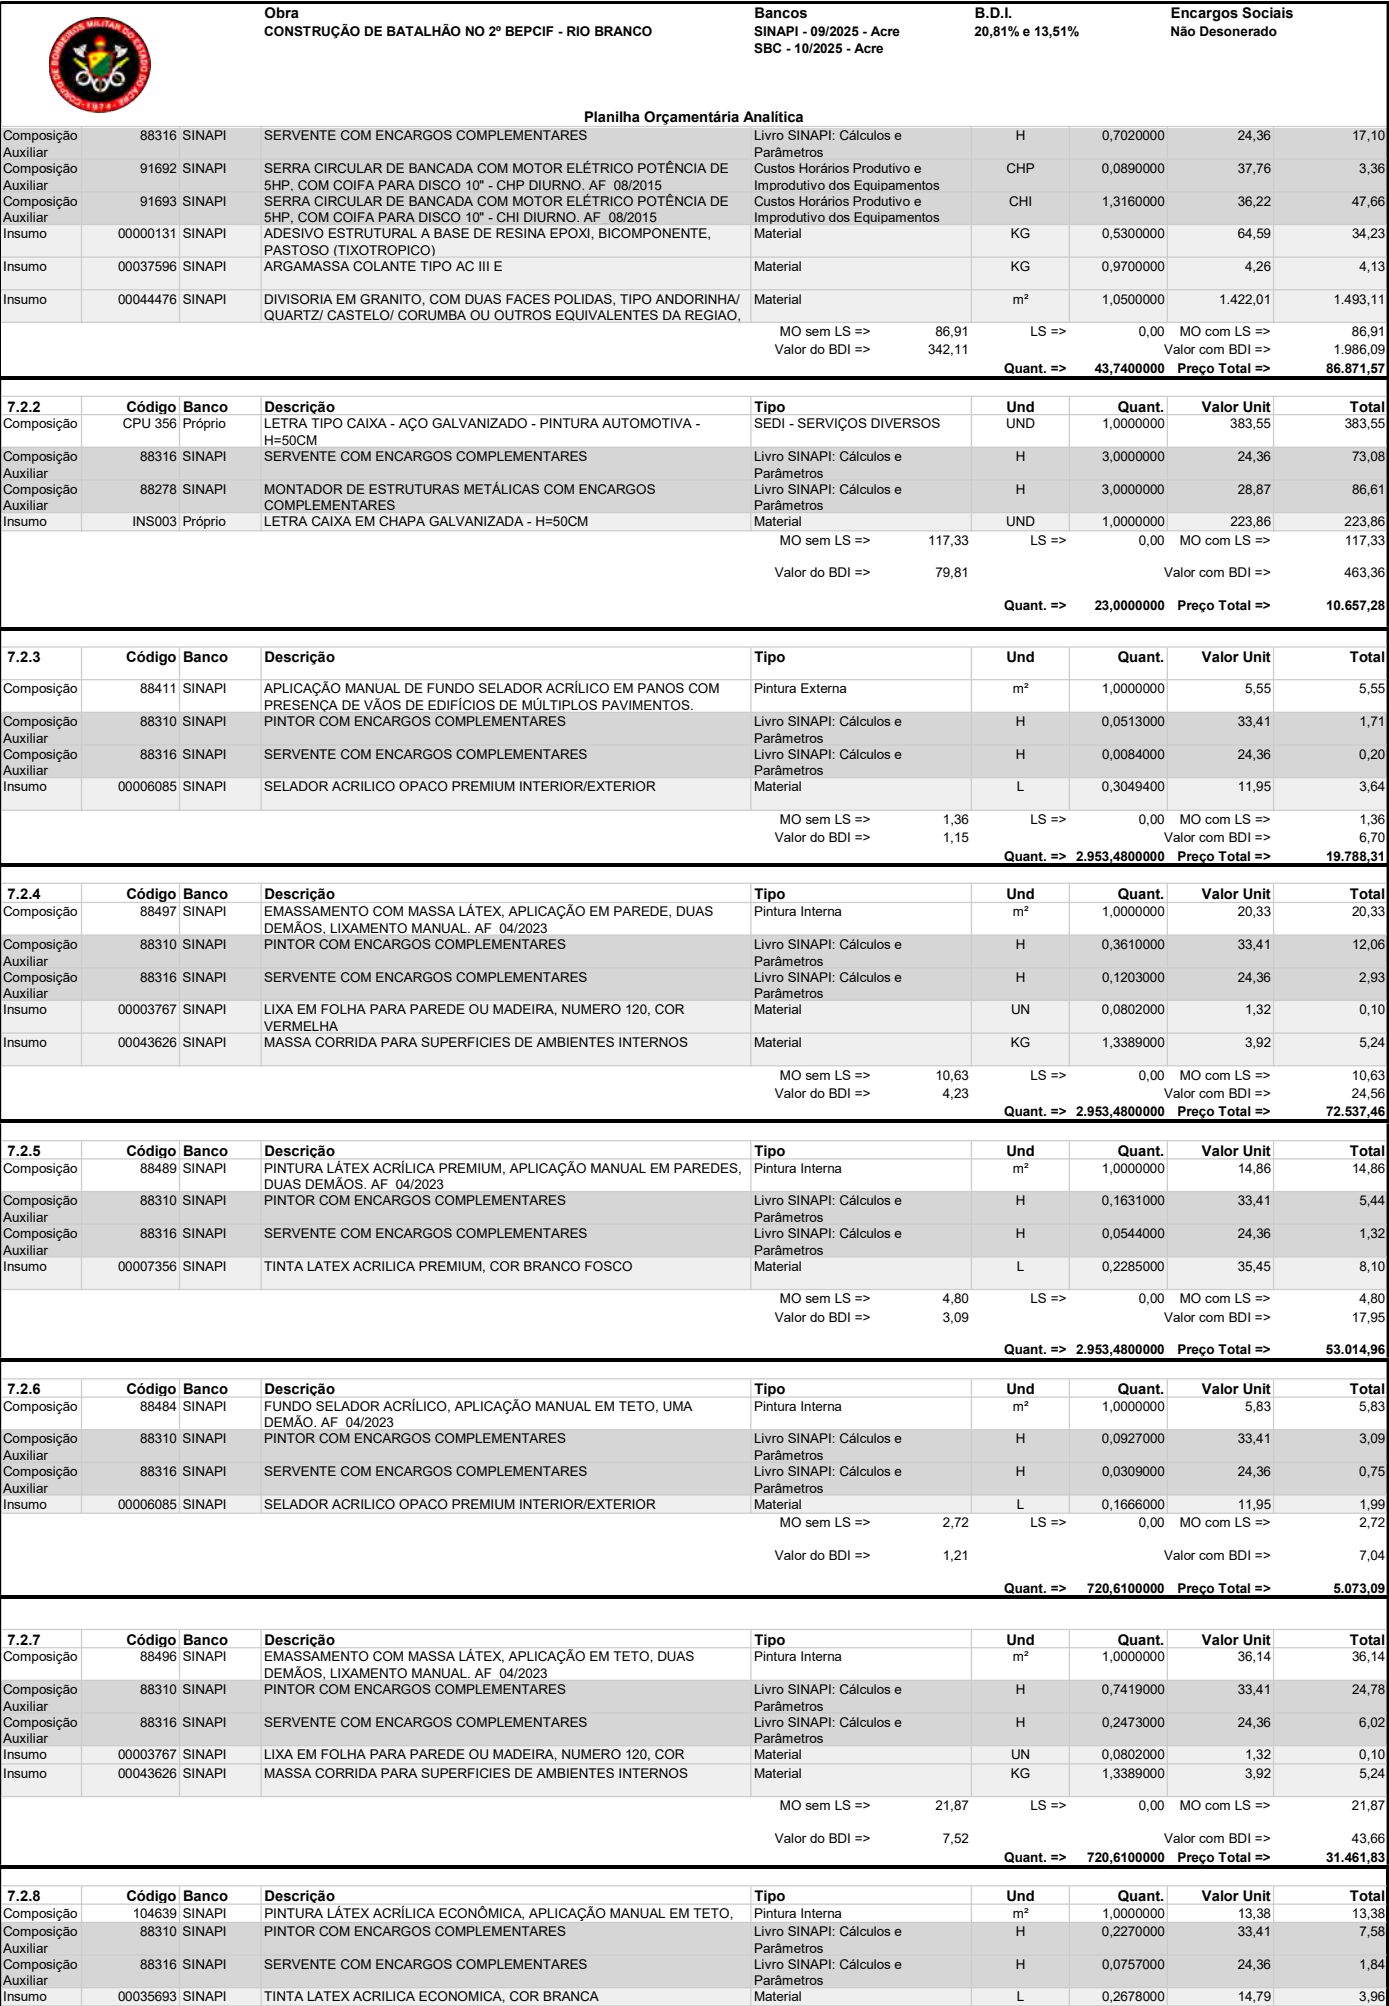 Obra Bancos B.D.I. Encargos Sociais
CONSTRUÇÃO DE BATALHÃO NO 2º BEPCIF - RIO BRANCO SINAPI - 09/2025 - Acre 20,81% e 13,51% Não Desonerado
SBC - 10/2025 - Acre
CORPO DE BOMBEIROS MILITAR DO ESTADO DO ACRE
1974
Planilha Orçamentária Analítica
Composição 88316 SINAPI SERVENTE COM ENCARGOS COMPLEMENTARES Livro SINAPI: Cálculos e H 0,7020000 24,36 17,10
Auxiliar Parâmetros
Composição 91692 SINAPI SERRA CIRCULAR DE BANCADA COM MOTOR ELÉTRICO POTÊNCIA DE Custos Horários Produtivo e CHP 0,0890000 37,76 3,36
Auxiliar 5HP, COM COIFA PARA DISCO 10" - CHP DIURNO. AF_08/2015 Improdutivo dos Equipamentos
Composição 91693 SINAPI SERRA CIRCULAR DE BANCADA COM MOTOR ELÉTRICO POTÊNCIA DE Custos Horários Produtivo e CHI 1,3160000 36,22 47,66
Auxiliar 5HP, COM COIFA PARA DISCO 10" - CHI DIURNO. AF_08/2015 Improdutivo dos Equipamentos
Insumo 00000131 SINAPI ADESIVO ESTRUTURAL A BASE DE RESINA EPOXI, BICOMPONENTE, Material KG 0,5300000 64,59 34,23
PASTOSO (TIXOTROPICO)
Insumo 00037596 SINAPI ARGAMASSA COLANTE TIPO AC III E Material KG 0,9700000 4,26 4,13
Insumo 00044476 SINAPI DIVISORIA EM GRANITO, COM DUAS FACES POLIDAS, TIPO ANDORINHA/ Material m² 1,0500000 1.422,01 1.493,11
QUARTZ/ CASTELO/ CORUMBA OU OUTROS EQUIVALENTES DA REGIAO,
MO sem LS => 86,91 LS => 0,00 MO com LS => 86,91
Valor do BDI => 342,11 Valor com BDI => 1.986,09
Quant. => 43,7400000 Preço Total => 86.871,57
7.2.2 Código Banco Descrição Tipo Und Quant. Valor Unit Total
Composição CPU 356 Próprio LETRA TIPO CAIXA - AÇO GALVANIZADO - PINTURA AUTOMOTIVA - SEDI - SERVIÇOS DIVERSOS UND 1,0000000 383,55 383,55
H=50CM
Composição 88316 SINAPI SERVENTE COM ENCARGOS COMPLEMENTARES Livro SINAPI: Cálculos e H 3,0000000 24,36 73,08
Auxiliar Parâmetros
Composição 88278 SINAPI MONTADOR DE ESTRUTURAS METÁLICAS COM ENCARGOS Livro SINAPI: Cálculos e H 3,0000000 28,87 86,61
Auxiliar COMPLEMENTARES Parâmetros
Insumo INS003 Próprio LETRA CAIXA EM CHAPA GALVANIZADA - H=50CM Material UND 1,0000000 223,86 223,86
MO sem LS => 117,33 LS => 0,00 MO com LS => 117,33
Valor do BDI => 79,81 Valor com BDI => 463,36
Quant. => 23,0000000 Preço Total => 10.657,28
7.2.3 Código Banco Descrição Tipo Und Quant. Valor Unit Total
Composição 88411 SINAPI APLICAÇÃO MANUAL DE FUNDO SELADOR ACRÍLICO EM PANOS COM Pintura Externa m² 1,0000000 5,55 5,55
PRESENÇA DE VÃOS DE EDIFÍCIOS DE MÚLTIPLOS PAVIMENTOS.
Composição 88310 SINAPI PINTOR COM ENCARGOS COMPLEMENTARES Livro SINAPI: Cálculos e H 0,0513000 33,41 1,71
Auxiliar Parâmetros
Composição 88316 SINAPI SERVENTE COM ENCARGOS COMPLEMENTARES Livro SINAPI: Cálculos e H 0,0084000 24,36 0,20
Auxiliar Parâmetros
Insumo 00006085 SINAPI SELADOR ACRILICO OPACO PREMIUM INTERIOR/EXTERIOR Material L 0,3049400 11,95 3,64
MO sem LS => 1,36 LS => 0,00 MO com LS => 1,36
Valor do BDI => 1,15 Valor com BDI => 6,70
Quant. => 2.953,4800000 Preço Total => 19.788,31
7.2.4 Código Banco Descrição Tipo Und Quant. Valor Unit Total
Composição 88497 SINAPI EMASSAMENTO COM MASSA LÁTEX, APLICAÇÃO EM PAREDE, DUAS Pintura Interna m² 1,0000000 20,33 20,33
DEMÃOS, LIXAMENTO MANUAL. AF_04/2023
Composição 88310 SINAPI PINTOR COM ENCARGOS COMPLEMENTARES Livro SINAPI: Cálculos e H 0,3610000 33,41 12,06
Auxiliar Parâmetros
Composição 88316 SINAPI SERVENTE COM ENCARGOS COMPLEMENTARES Livro SINAPI: Cálculos e H 0,1203000 24,36 2,93
Auxiliar Parâmetros
Insumo 00003767 SINAPI LIXA EM FOLHA PARA PAREDE OU MADEIRA, NUMERO 120, COR Material UN 0,0802000 1,32 0,10
VERMELHA
Insumo 00043626 SINAPI MASSA CORRIDA PARA SUPERFICIES DE AMBIENTES INTERNOS Material KG 1,3389000 3,92 5,24
MO sem LS => 10,63 LS => 0,00 MO com LS => 10,63
Valor do BDI => 4,23 Valor com BDI => 24,56
Quant. => 2.953,4800000 Preço Total => 72.537,46
7.2.5 Código Banco Descrição Tipo Und Quant. Valor Unit Total
Composição 88489 SINAPI PINTURA LÁTEX ACRÍLICA PREMIUM, APLICAÇÃO MANUAL EM PAREDES, Pintura Interna m² 1,0000000 14,86 14,86
DUAS DEMÃOS. AF_04/2023
Composição 88310 SINAPI PINTOR COM ENCARGOS COMPLEMENTARES Livro SINAPI: Cálculos e H 0,1631000 33,41 5,44
Auxiliar Parâmetros
Composição 88316 SINAPI SERVENTE COM ENCARGOS COMPLEMENTARES Livro SINAPI: Cálculos e H 0,0544000 24,36 1,32
Auxiliar Parâmetros
Insumo 00007356 SINAPI TINTA LATEX ACRILICA PREMIUM, COR BRANCO FOSCO Material L 0,2285000 35,45 8,10
MO sem LS => 4,80 LS => 0,00 MO com LS => 4,80
Valor do BDI => 3,09 Valor com BDI => 17,95
Quant. => 2.953,4800000 Preço Total => 53.014,96
7.2.6 Código Banco Descrição Tipo Und Quant. Valor Unit Total
Composição 88484 SINAPI FUNDO SELADOR ACRÍLICO, APLICAÇÃO MANUAL EM TETO, UMA Pintura Interna m² 1,0000000 5,83 5,83
DEMÃO. AF_04/2023
Composição 88310 SINAPI PINTOR COM ENCARGOS COMPLEMENTARES Livro SINAPI: Cálculos e H 0,0927000 33,41 3,09
Auxiliar Parâmetros
Composição 88316 SINAPI SERVENTE COM ENCARGOS COMPLEMENTARES Livro SINAPI: Cálculos e H 0,0309000 24,36 0,75
Auxiliar Parâmetros
Insumo 00006085 SINAPI SELADOR ACRILICO OPACO PREMIUM INTERIOR/EXTERIOR Material L 0,1666000 11,95 1,99
MO sem LS => 2,72 LS => 0,00 MO com LS => 2,72
Valor do BDI => 1,21 Valor com BDI => 7,04
Quant. => 720,6100000 Preço Total => 5.073,09
7.2.7 Código Banco Descrição Tipo Und Quant. Valor Unit Total
Composição 88496 SINAPI EMASSAMENTO COM MASSA LÁTEX, APLICAÇÃO EM TETO, DUAS Pintura Interna m² 1,0000000 36,14 36,14
DEMÃOS, LIXAMENTO MANUAL. AF_04/2023
Composição 88310 SINAPI PINTOR COM ENCARGOS COMPLEMENTARES Livro SINAPI: Cálculos e H 0,7419000 33,41 24,78
Auxiliar Parâmetros
Composição 88316 SINAPI SERVENTE COM ENCARGOS COMPLEMENTARES Livro SINAPI: Cálculos e H 0,2473000 24,36 6,02
Auxiliar Parâmetros
Insumo 00003767 SINAPI LIXA EM FOLHA PARA PAREDE OU MADEIRA, NUMERO 120, COR Material UN 0,0802000 1,32 0,10
Insumo 00043626 SINAPI MASSA CORRIDA PARA SUPERFICIES DE AMBIENTES INTERNOS Material KG 1,3389000 3,92 5,24
MO sem LS => 21,87 LS => 0,00 MO com LS => 21,87
Valor do BDI => 7,52 Valor com BDI => 43,66
Quant. => 720,6100000 Preço Total => 31.461,83
7.2.8 Código Banco Descrição Tipo Und Quant. Valor Unit Total
Composição 104639 SINAPI PINTURA LÁTEX ACRÍLICA ECONÔMICA, APLICAÇÃO MANUAL EM TETO, Pintura Interna m² 1,0000000 13,38 13,38
Composição 88310 SINAPI PINTOR COM ENCARGOS COMPLEMENTARES Livro SINAPI: Cálculos e H 0,2270000 33,41 7,58
Auxiliar Parâmetros
Composição 88316 SINAPI SERVENTE COM ENCARGOS COMPLEMENTARES Livro SINAPI: Cálculos e H 0,0757000 24,36 1,84
Auxiliar Parâmetros
Insumo 00035693 SINAPI TINTA LATEX ACRILICA ECONOMICA, COR BRANCA Material L 0,2678000 14,79 3,96